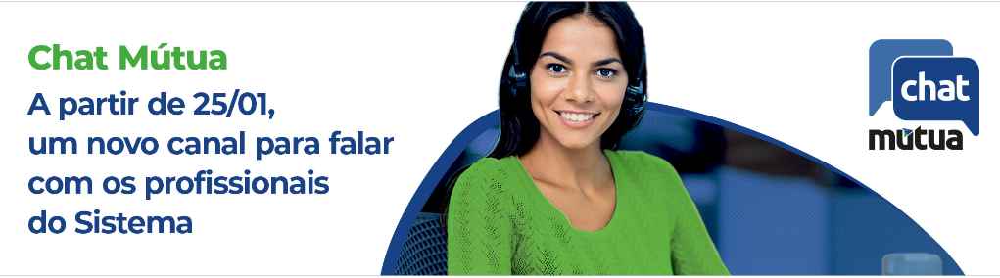 Chat Mútua
A partir de 25/01,
um novo canal para falar
com os profissionais
do Sistema
chat
mútua